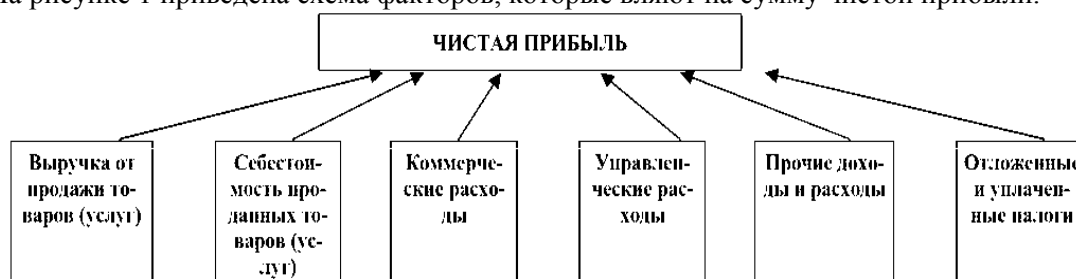 на рисунке 1 приведена схема факторов, которые влияют на сумму чистой прибыли.
ЧИСТАЯ ПРИБЫЛЬ
Выручка от
продажи то-
варов (услуг)
Себестои-
мость про-
данных то-
варов (ус-
луг)
Коммерче-
ские расхо-
ды
Управлен-
ческие рас-
ходы
Прочие дохо-
ды и расходы
Отложенные
и уплачен-
ные налоги